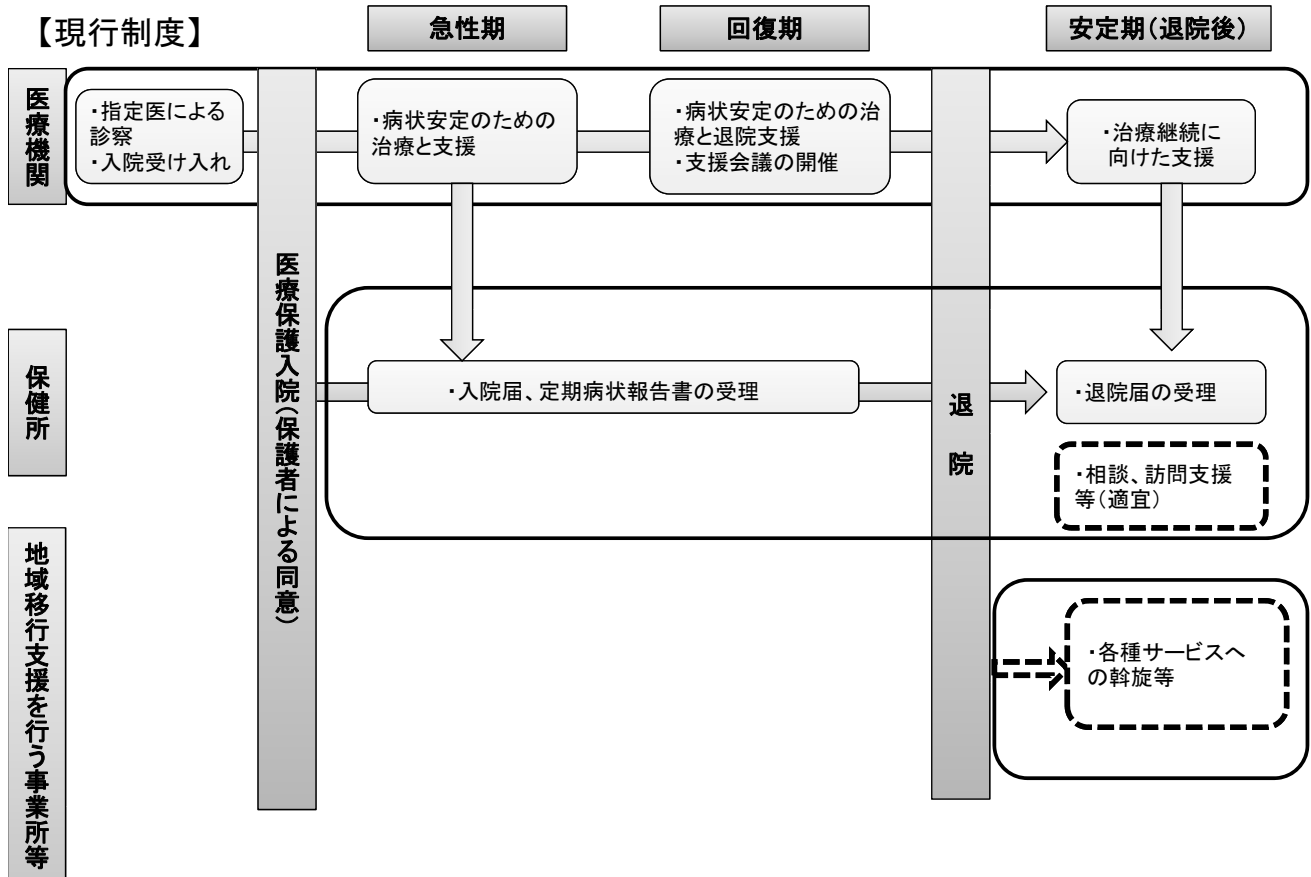 【現行制度】
急性期
回復期
安定期（退院後）
医療機関
・指定医による
診察
・入院受け入れ
・病状安定のための
治療と支援
・病状安定のための治
療と退院支援
・支援会議の開催
・治療継続に
向けた支援
医療保護入院（保護者による同意）
退院
保健所
・入院届、定期病状報告書の受理
・退院届の受理
・相談、訪問支援
等（適宜）
地域移行支援を行う事業所等
・各種サービスへ
の斡旋等